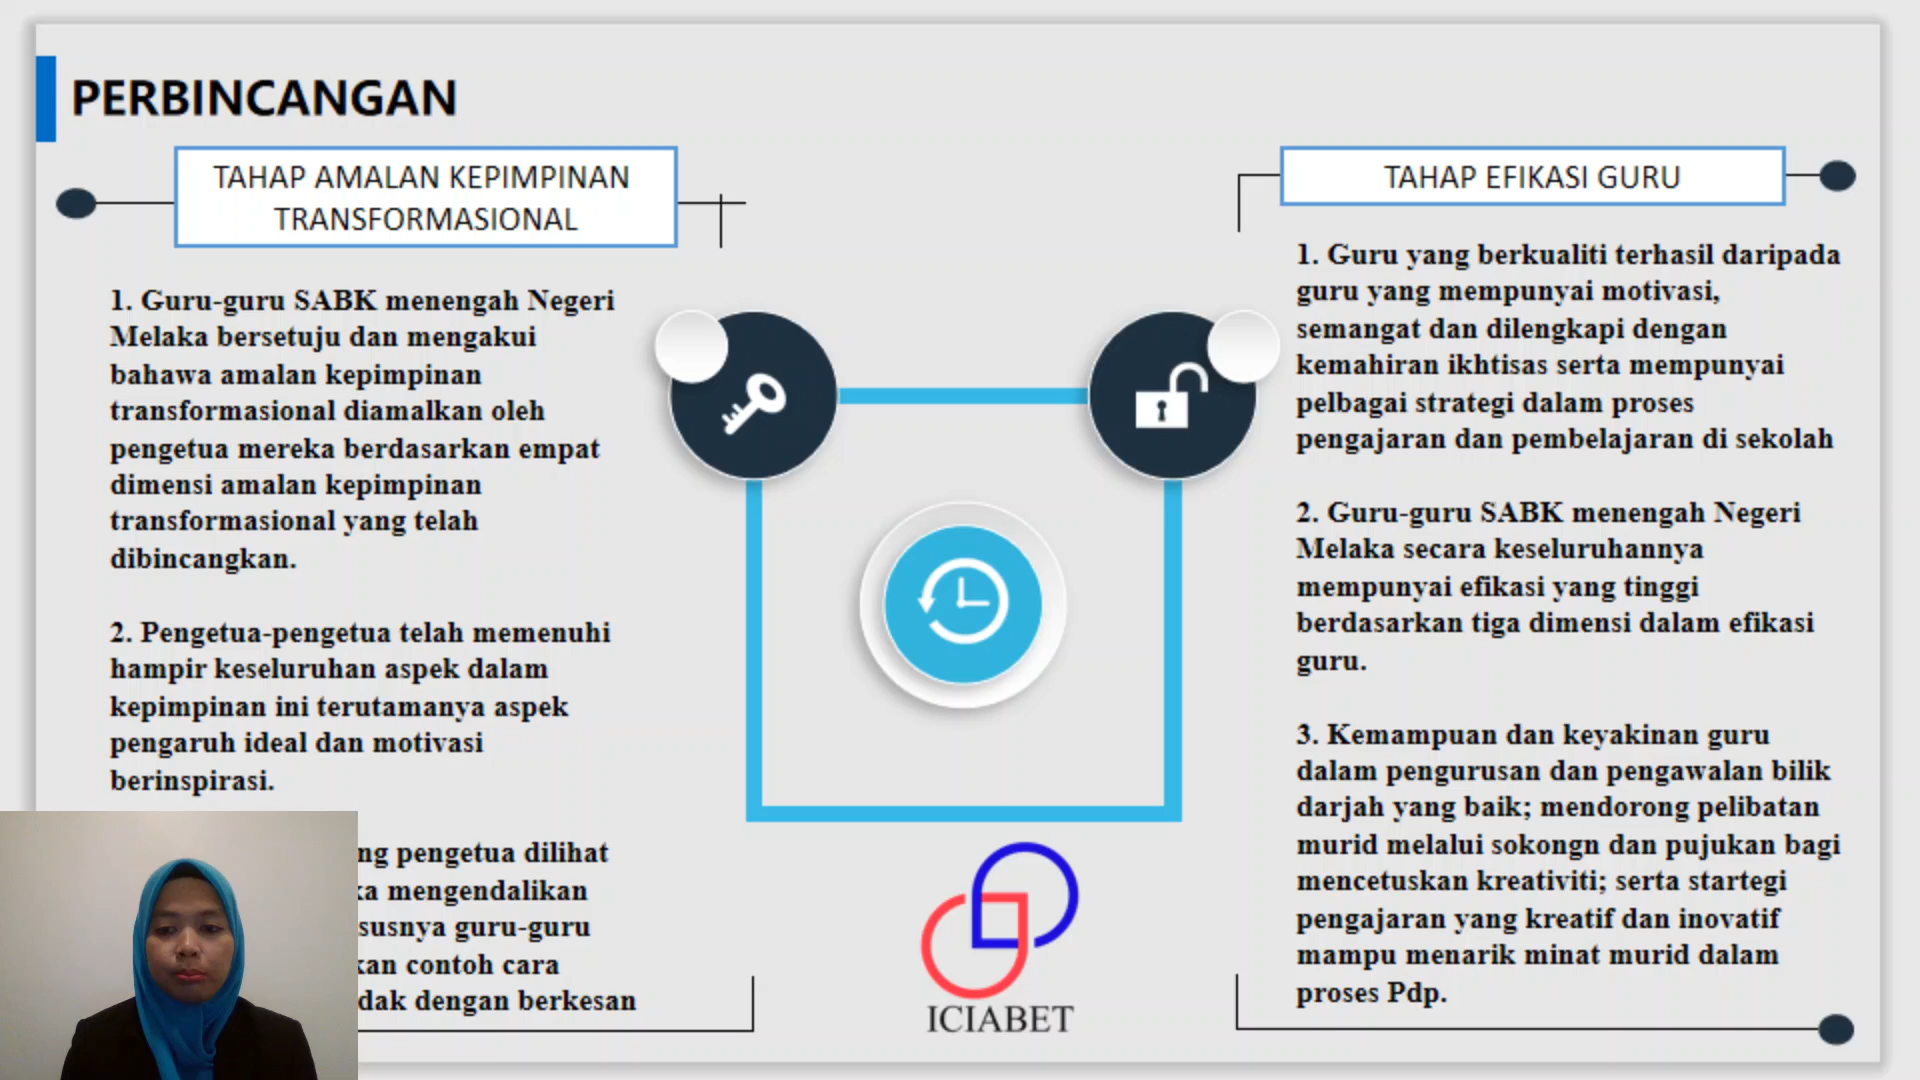 PERBINCANGAN
TAHAP AMALAN KEPIMPINAN
TRANSFORMASIONAL
1. Guru-guru SABK menengah Negeri
Melaka bersetuju dan mengakui
bahawa amalan kepimpinan
transformasional diamalkan oleh
pengetua mereka berdasarkan empat
dimensi amalan kepimpinan
transformasional yang telah
dibincangkan.
2. Pengetua-pengetua telah memenuhi
hampir keseluruhan aspek dalam
kepimpinan ini terutamanya aspek
pengaruh ideal dan motivasi
berinspirasi.
pengetua dilihat
mengendalikan
guru-guru
contoh cara
dengan berkesan
TAHAP EFIKASI GURU
1. Guru yang berkualiti terhasil daripada
guru yang mempunyai motivasi,
semangat dan dilengkapi dengan
kemahiran ikhtisas serta mempunyai
pelbagai strategi dalam proses
pengajaran dan pembelajaran di sekolah
2. Guru-guru SABK menengah Negeri
Melaka secara keseluruhannya
mempunyai efikasi yang tinggi
berdasarkan tiga dimensi dalam efikasi
guru.
3. Kemampuan dan keyakinan guru
dalam pengurusan dan pengawalan bilik
darjah yang baik; mendorong pelibatan
murid melalui sokongn dan pujukan bagi
mencetuskan kreativiti; serta startegi
pengajaran yang kreatif dan inovatif
mampu menarik minat murid dalam
proses Pdp.
ICIABET